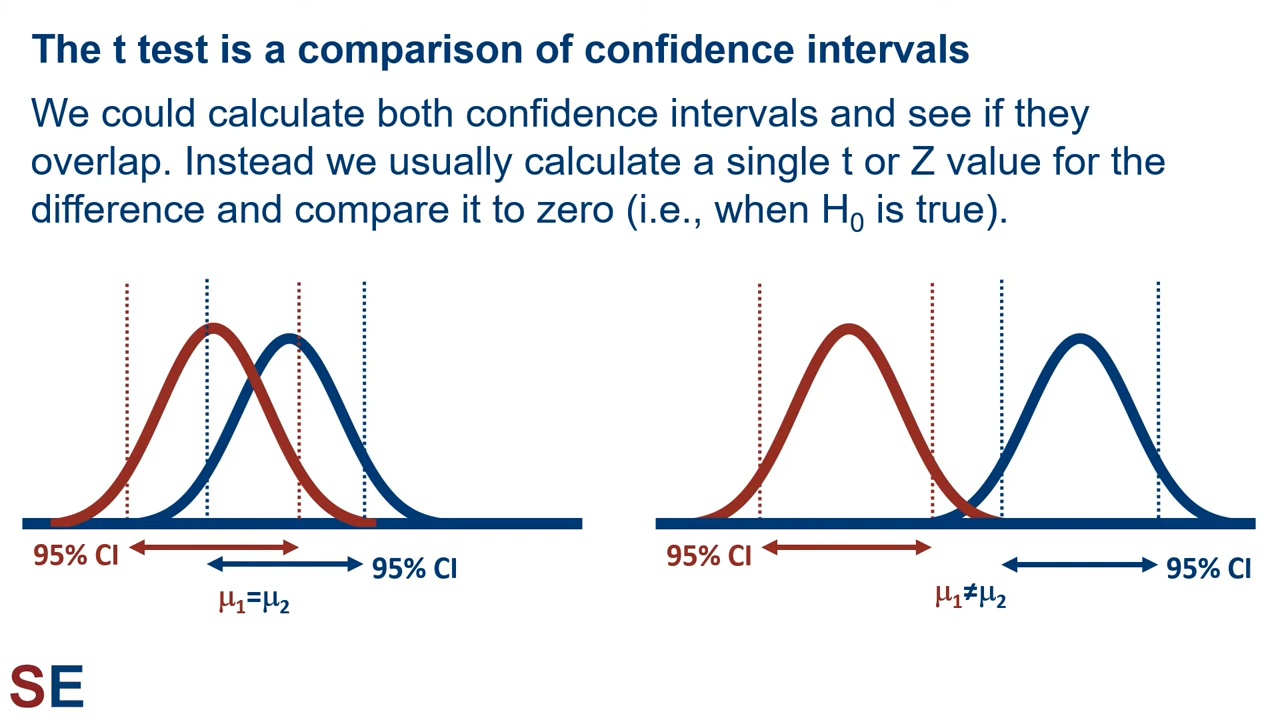 The t test is a comparison of confidence intervals
We could calculate both confidence intervals and see if they
overlap. Instead we usually calculate a single t or Z value for the
difference and compare it to zero (i.e., when H₀ is true).
95% CI
95% CI
μ₁=μ₂
95% CI
95% CI
μ₁≠μ₂
SE